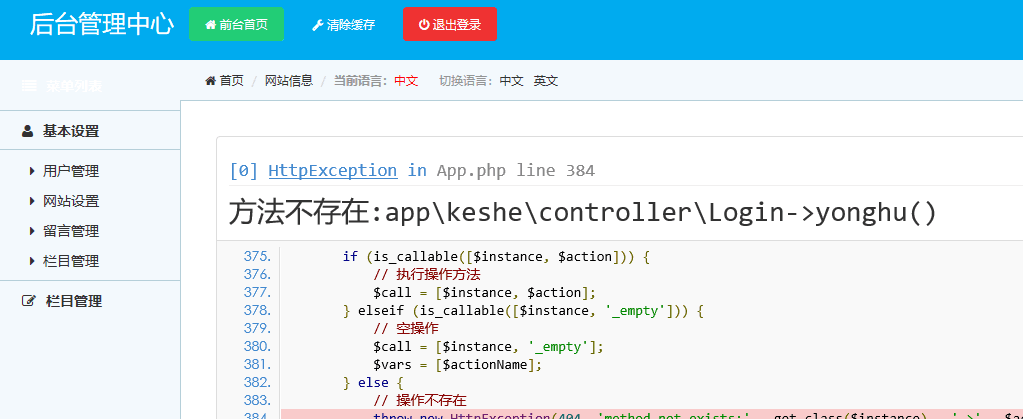 后台管理中心 前台首页 清除缓存 退出登录
菜单列表 首页 / 网站信息 / 当前语言：中文 切换语言：中文 英文
基本设置
用户管理
网站设置
留言管理
栏目管理
栏目管理
[0] HttpException in App.php line 384
方法不存在:app\keshe\controller\Login->yonghu()
375. if (is_callable([$instance, $action])) {
376. // 执行操作方法
377. $call = [$instance, $action];
378. } elseif (is_callable([$instance, '_empty'])) {
379. // 空操作
380. $call = [$instance, '_empty'];
381. $vars = [$actionName];
382. } else {
383. // 操作不存在
384. throw new HttpException(404, 'method not exists:' . get_class($instance) . '->' . $a